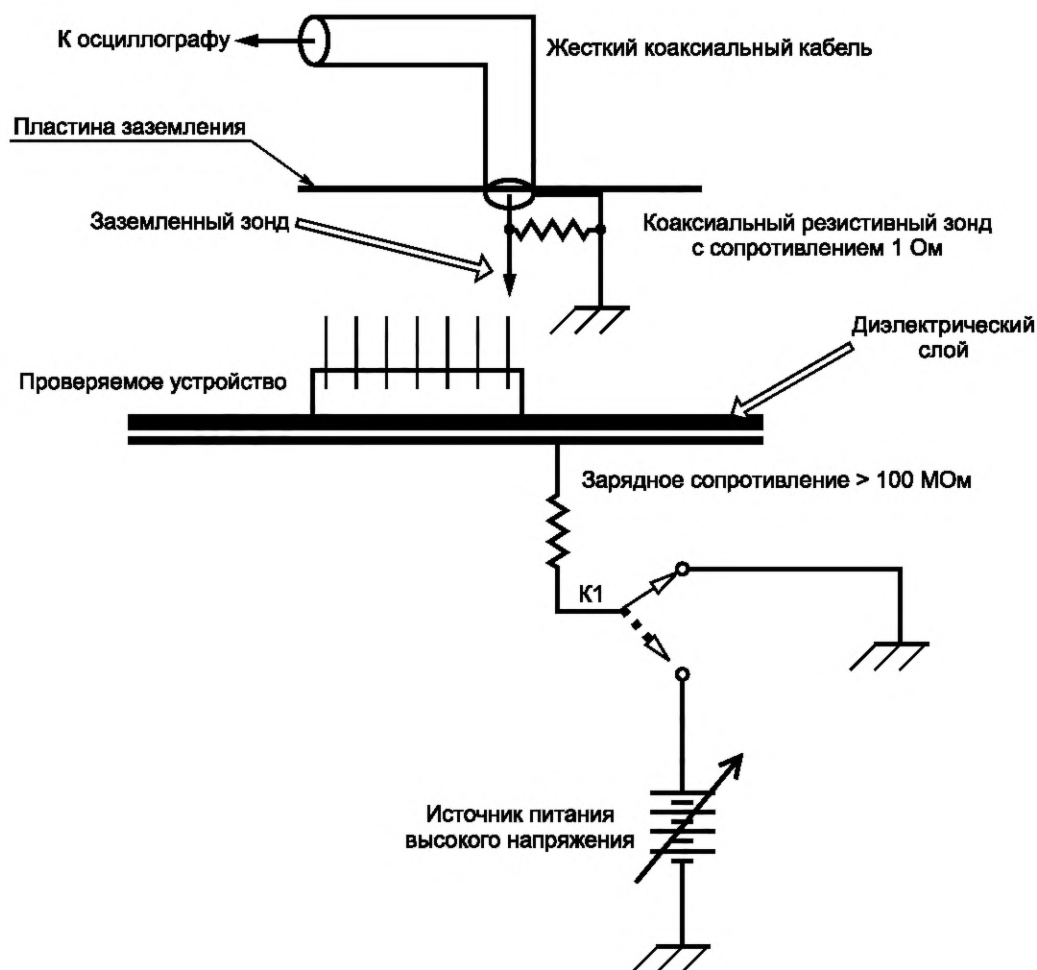 К осциллографу
Жесткий коаксиальный кабель
Пластина заземления
Заземленный зонд
Коаксиальный резистивный зонд
с сопротивлением 1 Ом
Диэлектрический
слой
Проверяемое устройство
Зарядное сопротивление > 100 МОм
К1
Источник питания
высокого напряжения